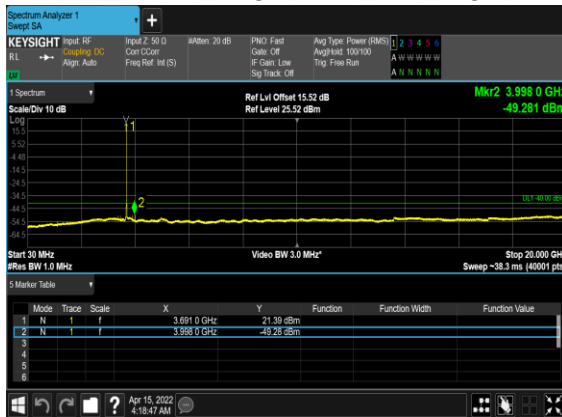 Spectrum Analyzer 1
Swept SA
KEYSIGHT Input: RF Input Z: 50 Ω #Atten: 20 dB PNO: Fast Avg Type: Power (RMS) 1 2 3 4 5 6
RL Coupling: DC Corr CCorr Gate: Off Avg|Hold: 100/100 A W W W W W
Align: Auto Freq Ref: Int (S) IF Gain: Low Trig: Free Run
Sig Track: Off A N N N N N
1 Spectrum Ref Lvl Offset 15.52 dB Mkr2 3.998 0 GHz
Scale/Div 10 dB Ref Level 25.52 dBm -49.281 dBm
Log
15.5
5.52
-4.48
-14.5
-24.5
-34.5
-44.5
-54.5
-64.5
1
2
DL1 -40.00 dBm
Start 30 MHz Video BW 3.0 MHz* Stop 20.000 GHz
#Res BW 1.0 MHz Sweep ~38.3 ms (40001 pts)
5 Marker Table
Mode Trace Scale X Y Function Function Width Function Value
1 N 1 f 3.691 0 GHz 21.39 dBm
2 N 1 f 3.998 0 GHz -49.28 dBm
3
4
5
6
? Apr 15, 2022
4:18:47 AM